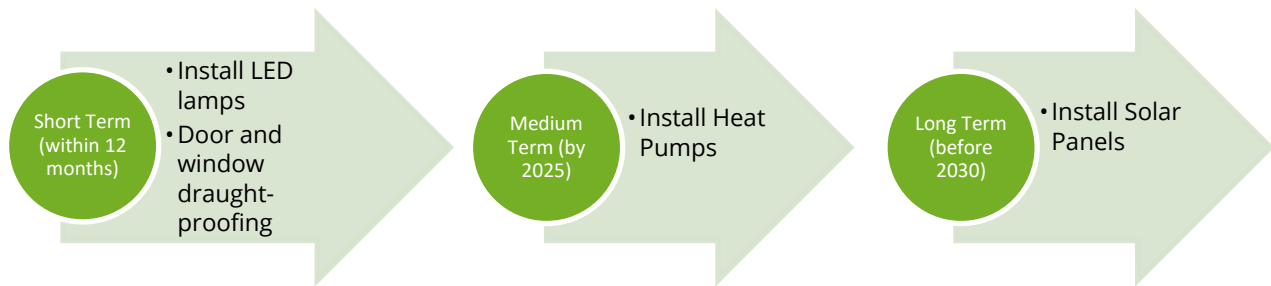 Short Term
(within 12
months)
• Install LED
lamps
• Door and
window
draught-
proofing
Medium
Term (by
2025)
• Install Heat
Pumps
Long Term
(before
2030)
• Install Solar
Panels